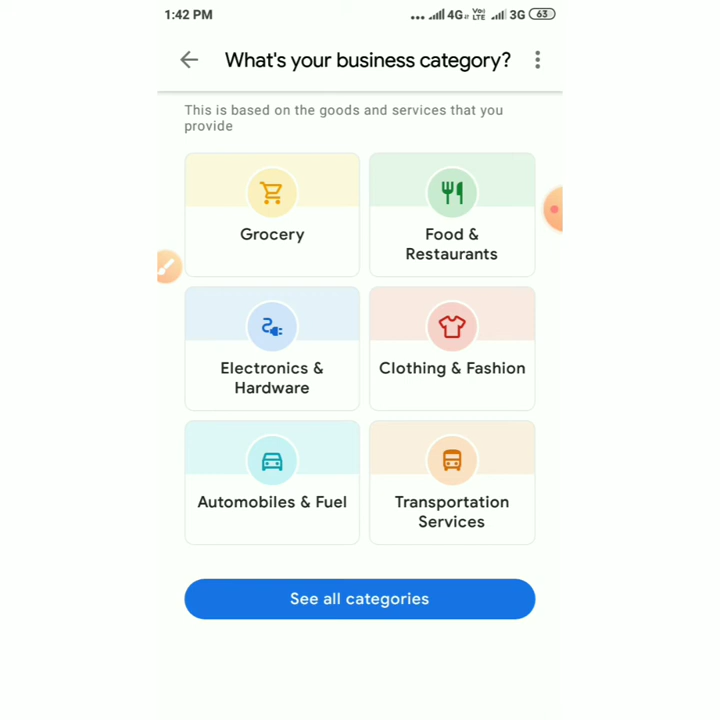 1:42 PM 4G Vo) LTE 3G 63
What's your business category?
This is based on the goods and services that you
provide
Grocery
Food &
Restaurants
Electronics &
Hardware
Clothing & Fashion
Automobiles & Fuel
Transportation
Services
See all categories